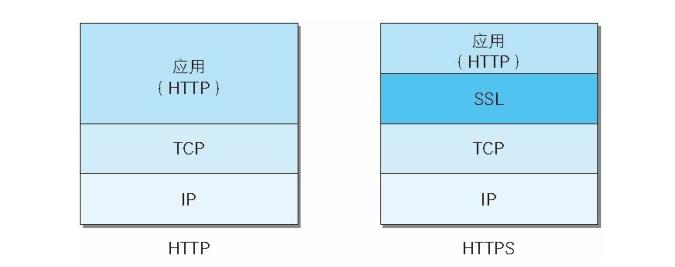 应用
( HTTP )
TCP
IP
HTTP
应用
( HTTP )
SSL
TCP
IP
HTTPS